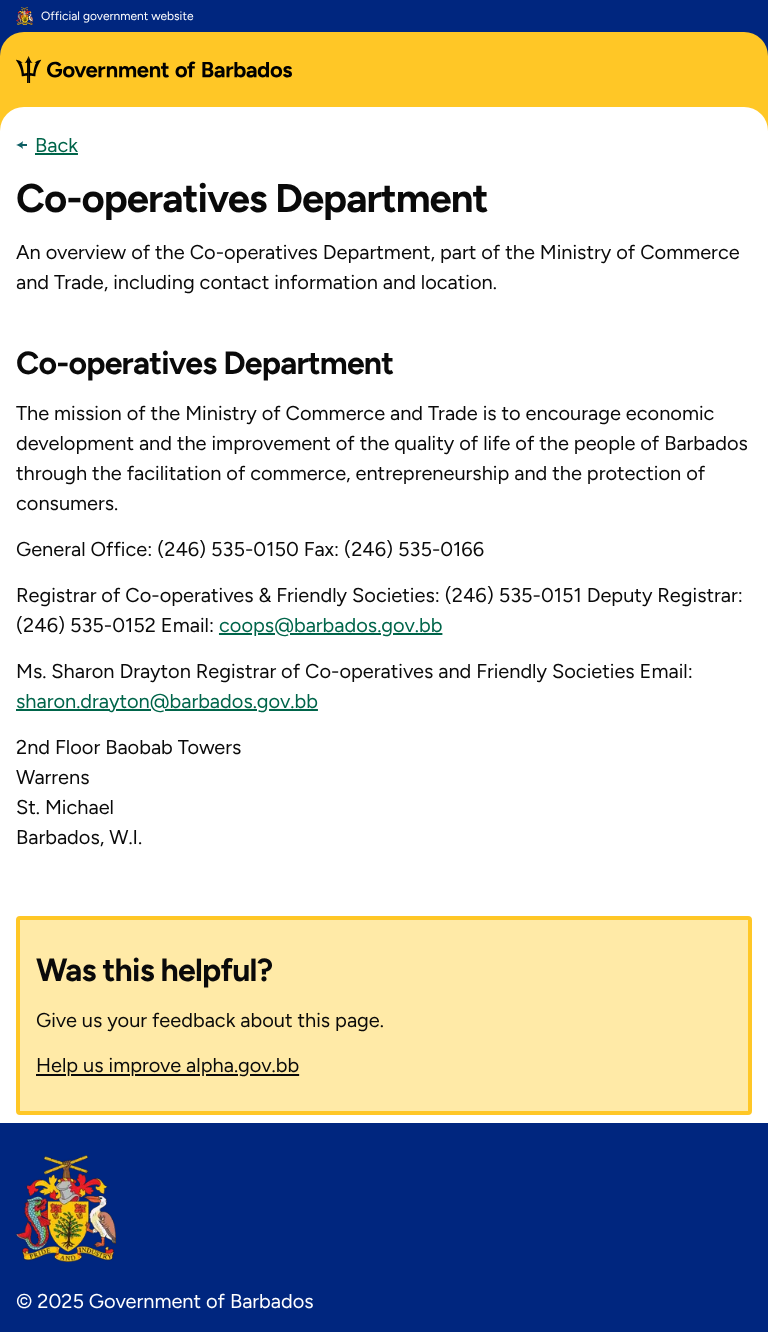 Official government website
Government of Barbados
Back
Co-operatives Department
An overview of the Co-operatives Department, part of the Ministry of Commerce
and Trade, including contact information and location.
Co-operatives Department
The mission of the Ministry of Commerce and Trade is to encourage economic
development and the improvement of the quality of life of the people of Barbados
through the facilitation of commerce, entrepreneurship and the protection of
consumers.
General Office: (246) 535-0150 Fax: (246) 535-0166
Registrar of Co-operatives & Friendly Societies: (246) 535-0151 Deputy Registrar:
(246) 535-0152 Email: coops@barbados.gov.bb
Ms. Sharon Drayton Registrar of Co-operatives and Friendly Societies Email:
sharon.drayton@barbados.gov.bb
2nd Floor Baobab Towers
Warrens
St. Michael
Barbados, W.I.
Was this helpful?
Give us your feedback about this page.
Help us improve alpha.gov.bb
PRIDE AND INDUSTRY
© 2025 Government of Barbados